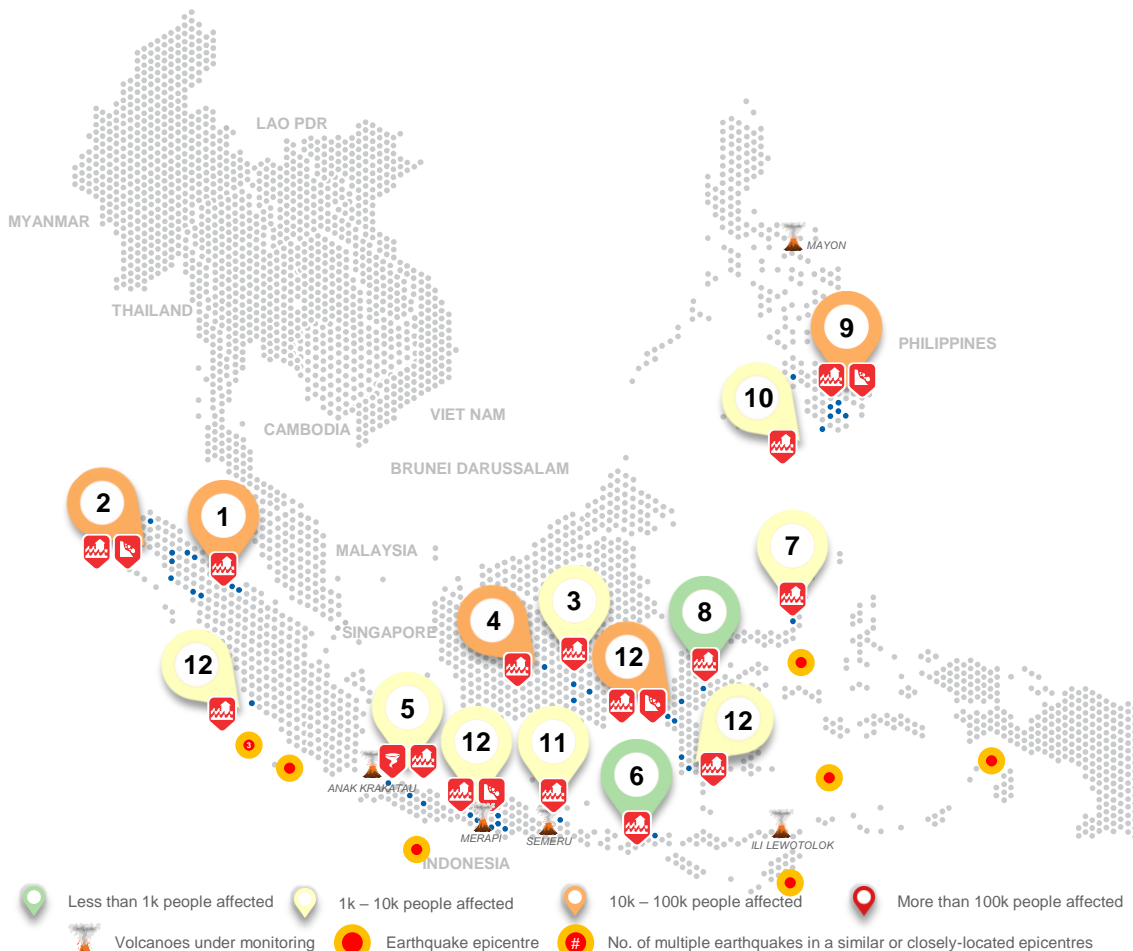 LAO PDR
MYANMAR
MAYON
THAILAND
9
PHILIPPINES
10
VIET NAM
CAMBODIA
BRUNEI DARUSSALAM
2
1
7
MALAYSIA
3
8
4
SINGAPORE
12
12
5
12
12
11
3
6
ANAK KRAKATAU
MERAPI
SEMERU
ILI LEWOTOLOK
INDONESIA
Less than 1k people affected
1k – 10k people affected
10k – 100k people affected
More than 100k people affected
Volcanoes under monitoring
Earthquake epicentre
#
No. of multiple earthquakes in a similar or closely-located epicentres